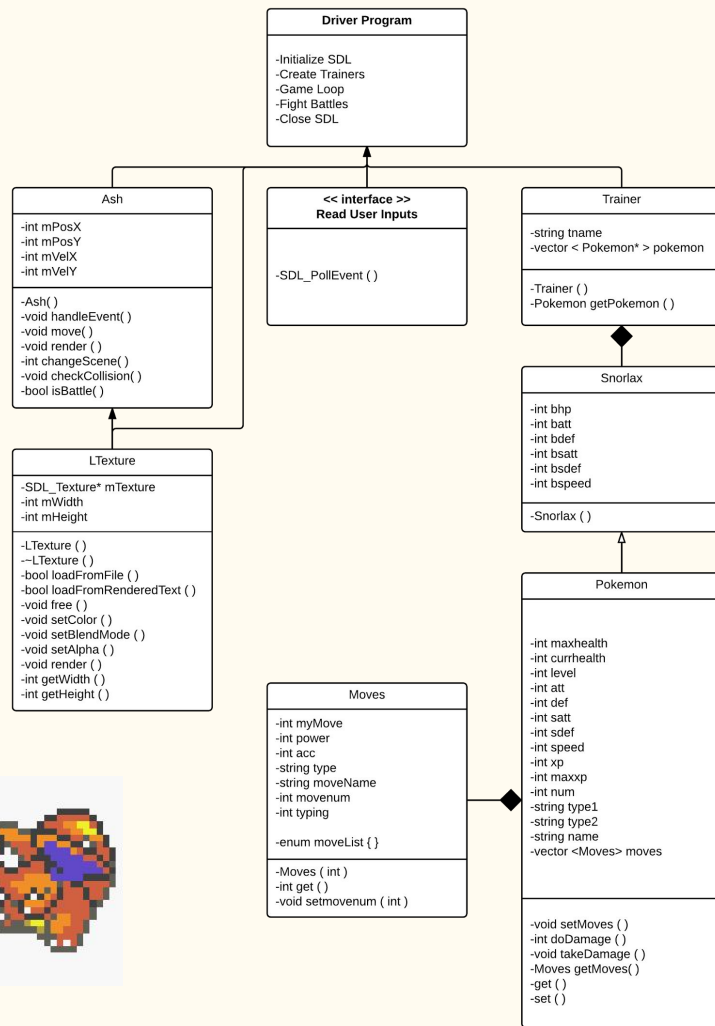 Driver Program
-Initialize SDL
-Create Trainers
-Game Loop
-Fight Battles
-Close SDL
Ash
-int mPosX
-int mPosY
-int mVelX
-int mVelY
-Ash( )
-void handleEvent( )
-void move( )
-void render ( )
-int changeScene( )
-void checkCollision( )
-bool isBattle( )
<< interface >>
Read User Inputs
-SDL_PollEvent ( )
Trainer
-string tname
-vector < Pokemon* > pokemon
-Trainer ( )
-Pokemon getPokemon ( )
Snorlax
-int bhp
-int batt
-int bdef
-int bsatt
-int bsdef
-int bspeed
-Snorlax ( )
LTexture
-SDL_Texture* mTexture
-int mWidth
-int mHeight
-LTexture ( )
-~LTexture ( )
-bool loadFromFile ( )
-bool loadFromRenderedText ( )
-void free ( )
-void setColor ( )
-void setBlendMode ( )
-void setAlpha ( )
-void render ( )
-int getWidth ( )
-int getHeight ( )
Moves
-int myMove
-int power
-int acc
-string type
-string moveName
-int movenum
-int typing
-enum moveList { }
-Moves ( int )
-int get ( )
-void setmovenum ( int )
Pokemon
-int maxhealth
-int currhealth
-int level
-int att
-int def
-int satt
-int sdef
-int speed
-int xp
-int maxxp
-int num
-string type1
-string type2
-string name
-vector <Moves> moves
-void setMoves ( )
-int doDamage ( )
-void takeDamage ( )
-Moves getMoves( )
-get ( )
-set ( )